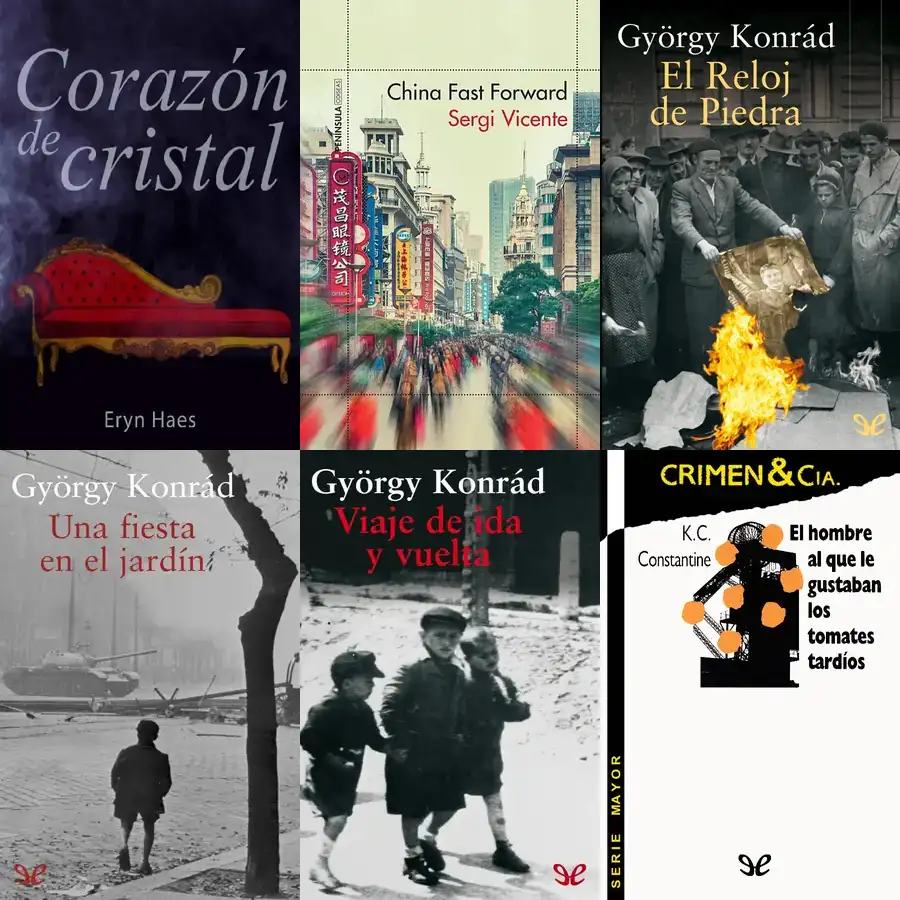 Corazón
de
cristal
Eryn Haes
PENÍNSULA
ODISEAS
China Fast Forward
Sergi Vicente
茂昌眼镜公司
György Konrád
El Reloj
de Piedra
György Konrád
Una fiesta
en el jardín
György Konrád
Viaje de ida
y vuelta
CRIMEN & CIA.
K.C.
Constantine
El hombre
al que le
gustaban
los
tomates
tardíos
SERIE MAYOR